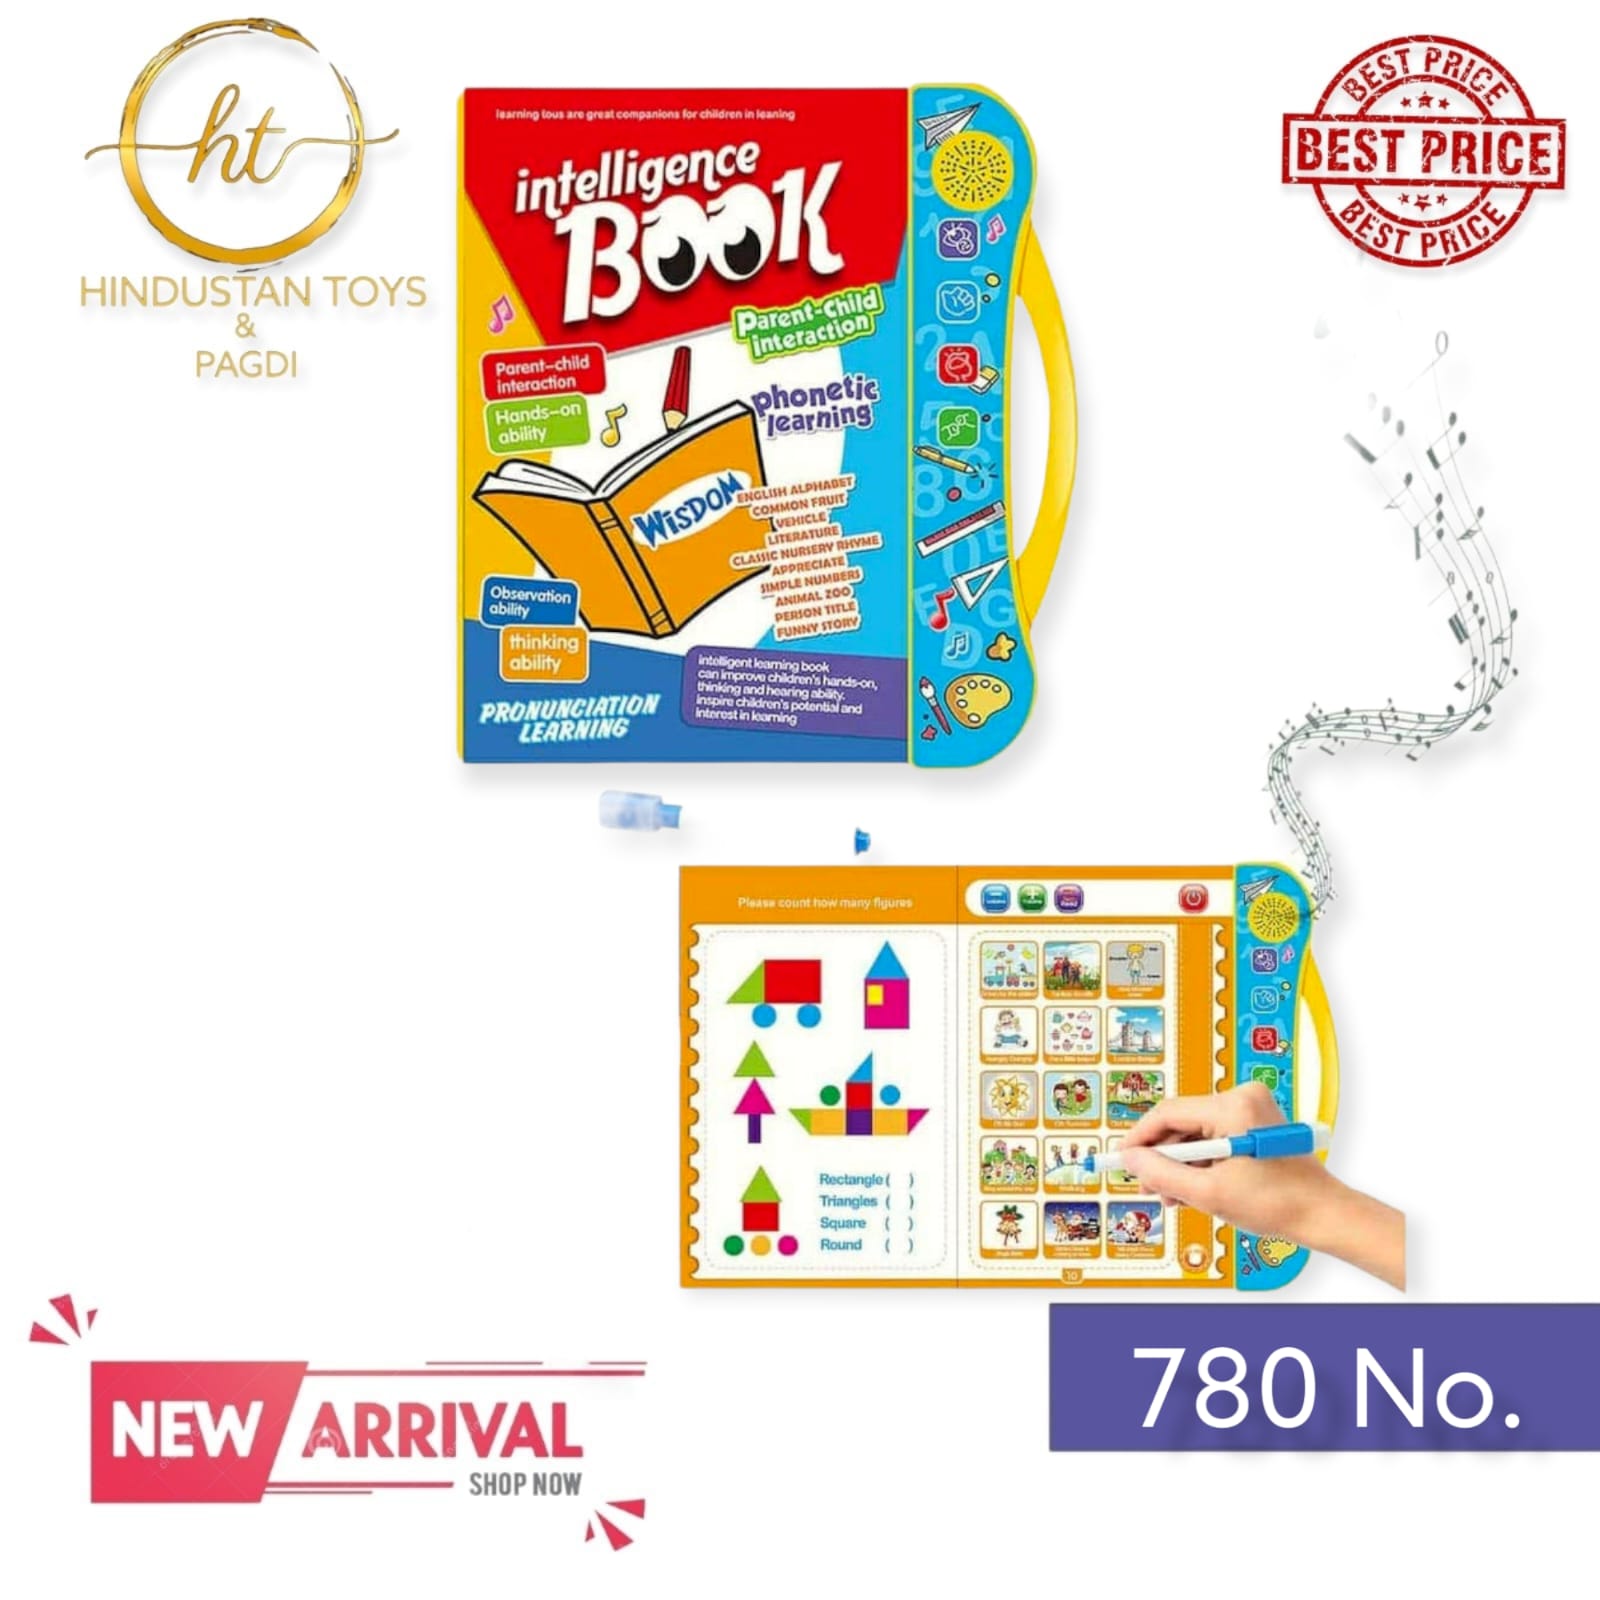 ht
HINDUSTAN TOYS
&
PAGDI
BEST PRICE
BEST PRICE
BEST PRICE
learning tous are great companions for children in leaning
intelligence
BOOK
Parent-Child
interaction
Parent-child
interaction
Hands-on
ability
phonetic
learning
WISDOM
ENGLISH ALPHABET
COMMON FRUIT
VEHICLE
LITERATURE
CLASSIC NURSERY RHYME
APPRECIATE
SIMPLE NUMBERS
ANIMAL ZOO
PERSON TITLE
FUNNY STORY
Observation
ability
thinking
ability
intelligent learning book
can improve children's hands-on,
thinking and hearing ability.
inspire children's potential and
interest in learning
PRONUNCIATION
LEARNING
Please count how many figures
Read
Rectangle ( )
Triangles ( )
Square ( )
Round ( )
10
NEW ARRIVAL
SHOP NOW
780 No.